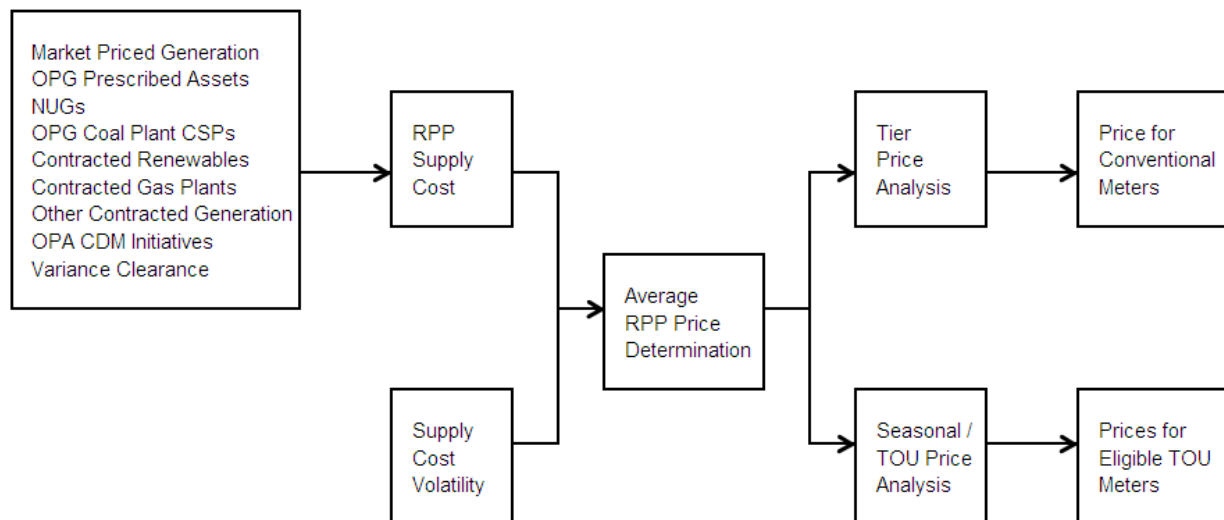 Market Priced Generation
OPG Prescribed Assets
NUGs
OPG Coal Plant CSPs
Contracted Renewables
Contracted Gas Plants
Other Contracted Generation
OPA CDM Initiatives
Variance Clearance
RPP
Supply
Cost
Supply
Cost
Volatility
Average
RPP Price
Determination
Tier
Price
Analysis
Price for
Conventional
Meters
Seasonal /
TOU Price
Analysis
Prices for
Eligible TOU
Meters